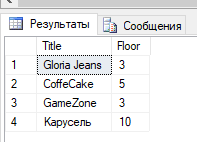 Результаты Сообщения
Title Floor
1 Gloria Jeans 3
2 CoffeCake 5
3 GameZone 3
4 Карусель 10